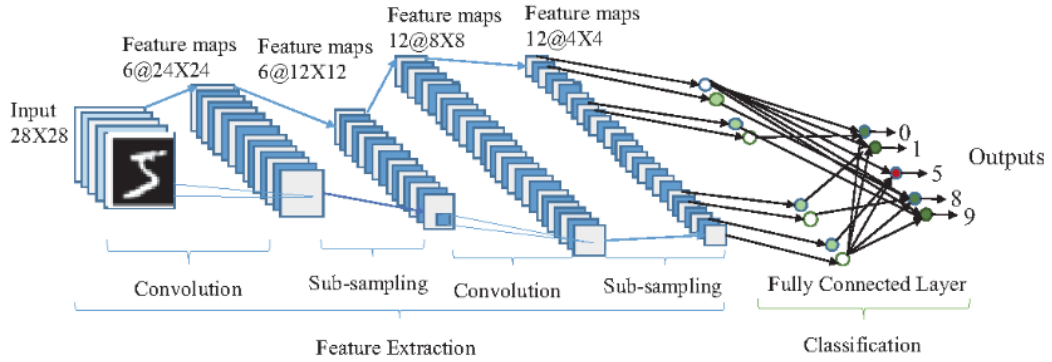 Input
28X28
Feature maps
6@24X24
Feature maps
6@12X12
Feature maps
12@8X8
Feature maps
12@4X4
0
1
5
8
9
Outputs
Convolution
Sub-sampling
Convolution
Sub-sampling
Fully Connected Layer
Feature Extraction
Classification